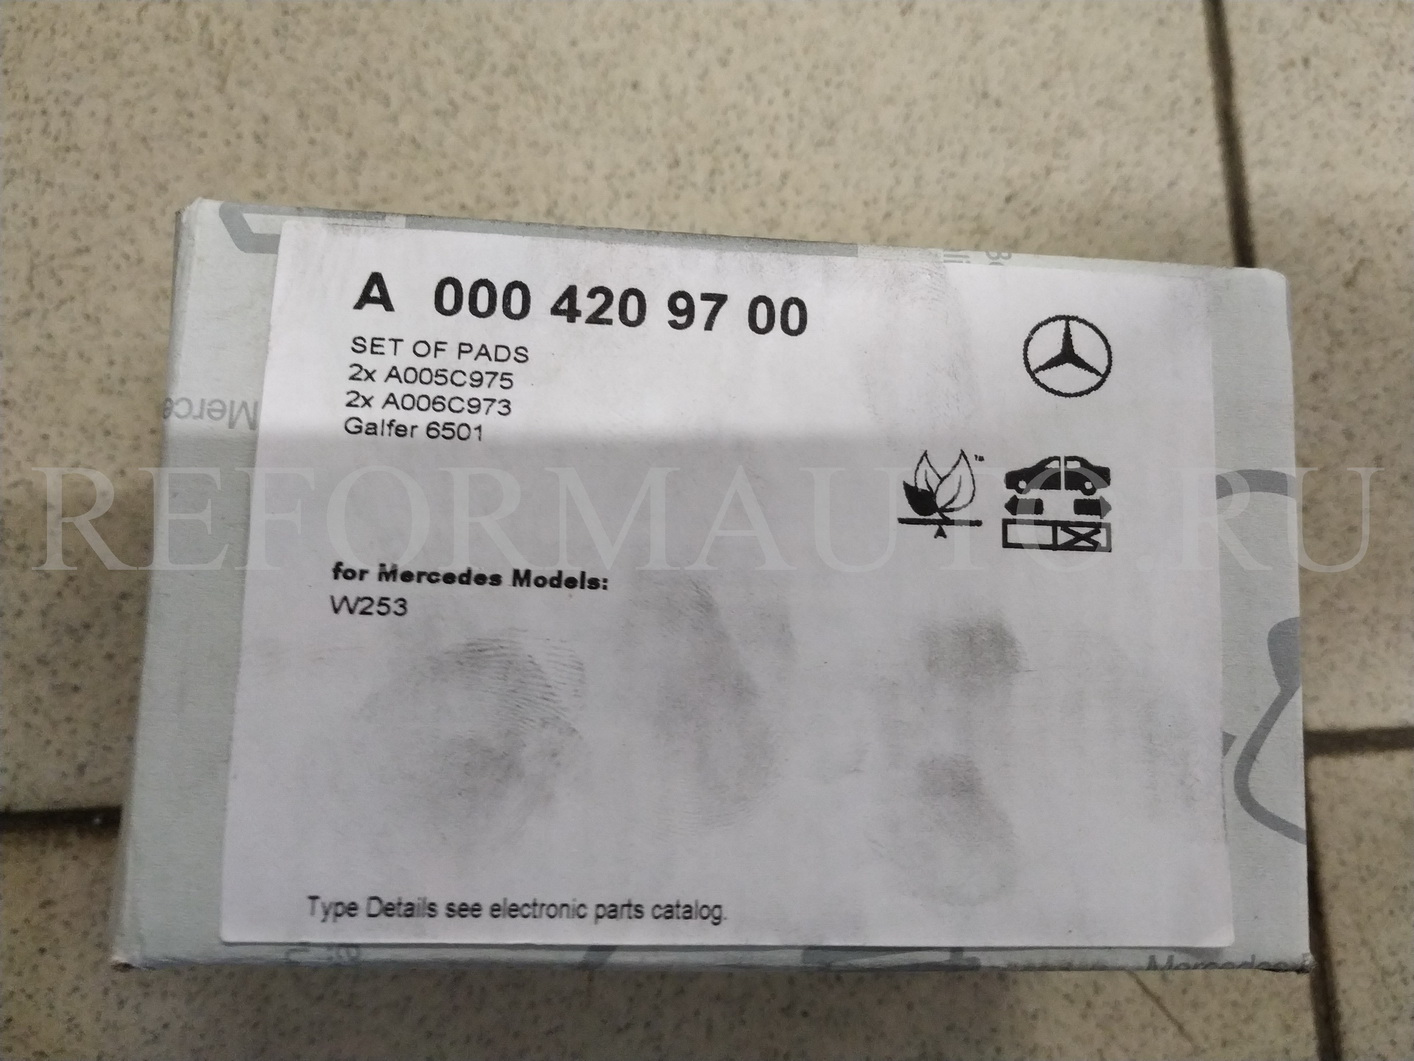 A 000 420 97 00
SET OF PADS
2x A005C975
2x A006C973
Galfer 6501
REFORMAUTO.RU
for Mercedes Models:
W253
Type Details see electronic parts catalog.